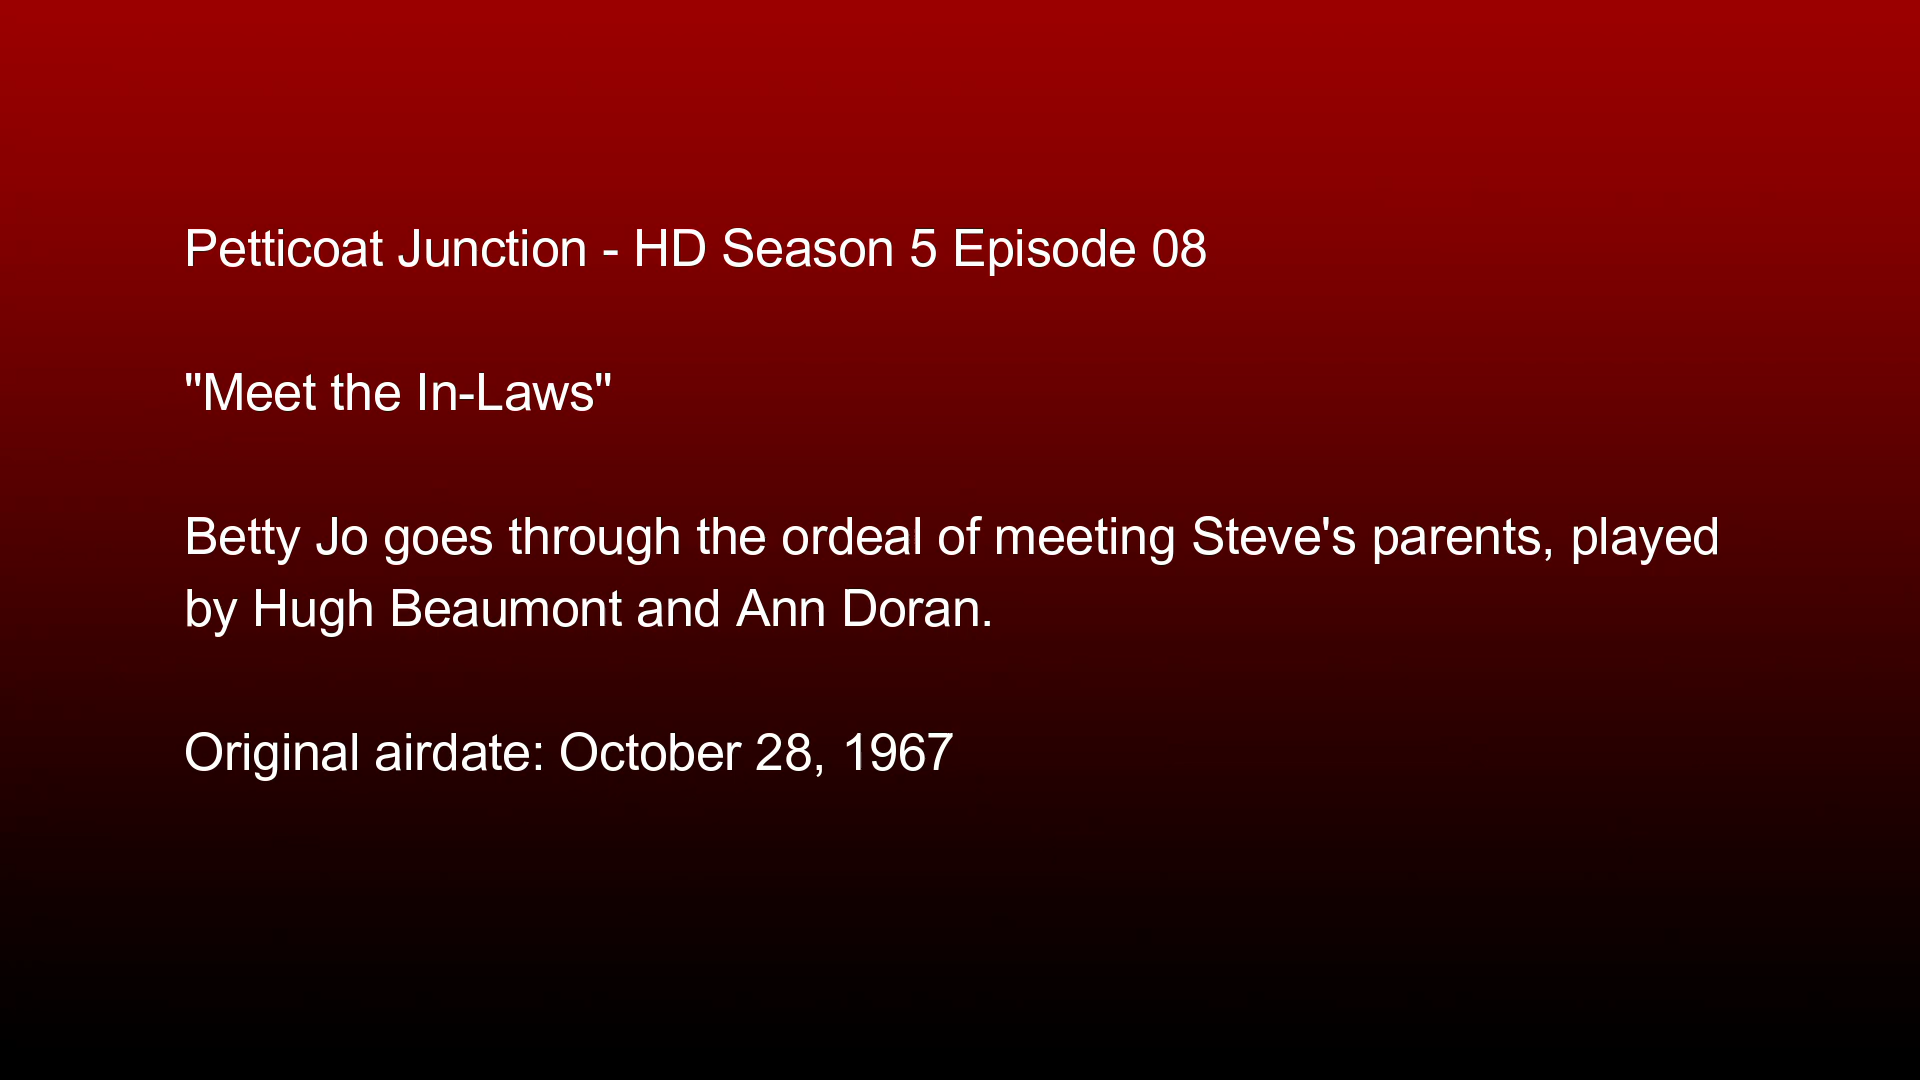 Petticoat Junction - HD Season 5 Episode 08
"Meet the In-Laws"
Betty Jo goes through the ordeal of meeting Steve's parents, played
by Hugh Beaumont and Ann Doran.
Original airdate: October 28, 1967